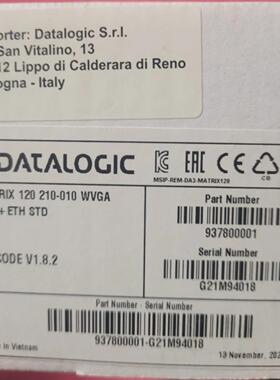 orter: Datalogic S.r.l.
San Vitalino, 13
12 Lippo di Calderara di Reno
ogna - Italy
DATALOGIC
EAC CE
MSIP-REM-DA3-MATRIX120
RIX 120 210-010 WVGA
+ ETH STD
Part Number
937800001
Serial Number
G21M94018
CODE V1.8.2
Part Number - Serial Number
e in Vietnam
937800001-G21M94018
13 November, 202